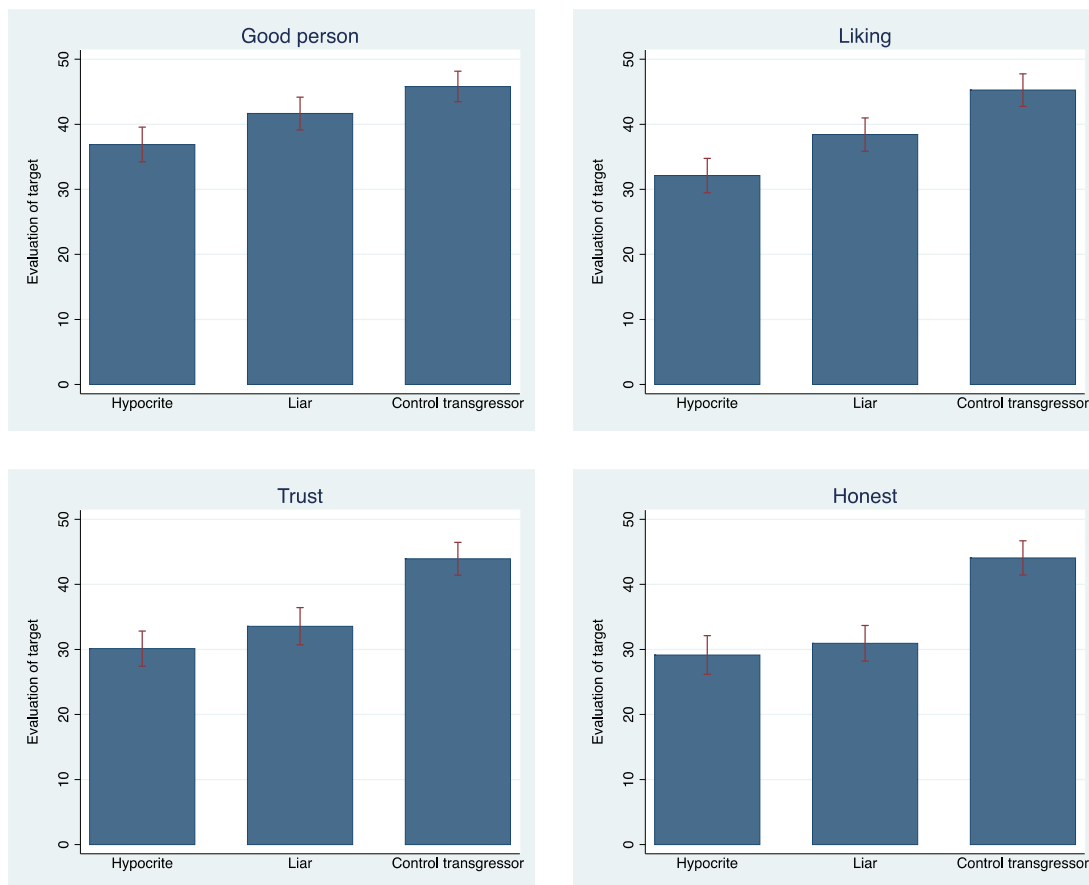 Good person
Evaluation of target
50
40
30
20
10
0
Hypocrite Liar Control transgressor
Liking
Evaluation of target
50
40
30
20
10
0
Hypocrite Liar Control transgressor
Trust
Evaluation of target
50
40
30
20
10
0
Hypocrite Liar Control transgressor
Honest
Evaluation of target
50
40
30
20
10
0
Hypocrite Liar Control transgressor